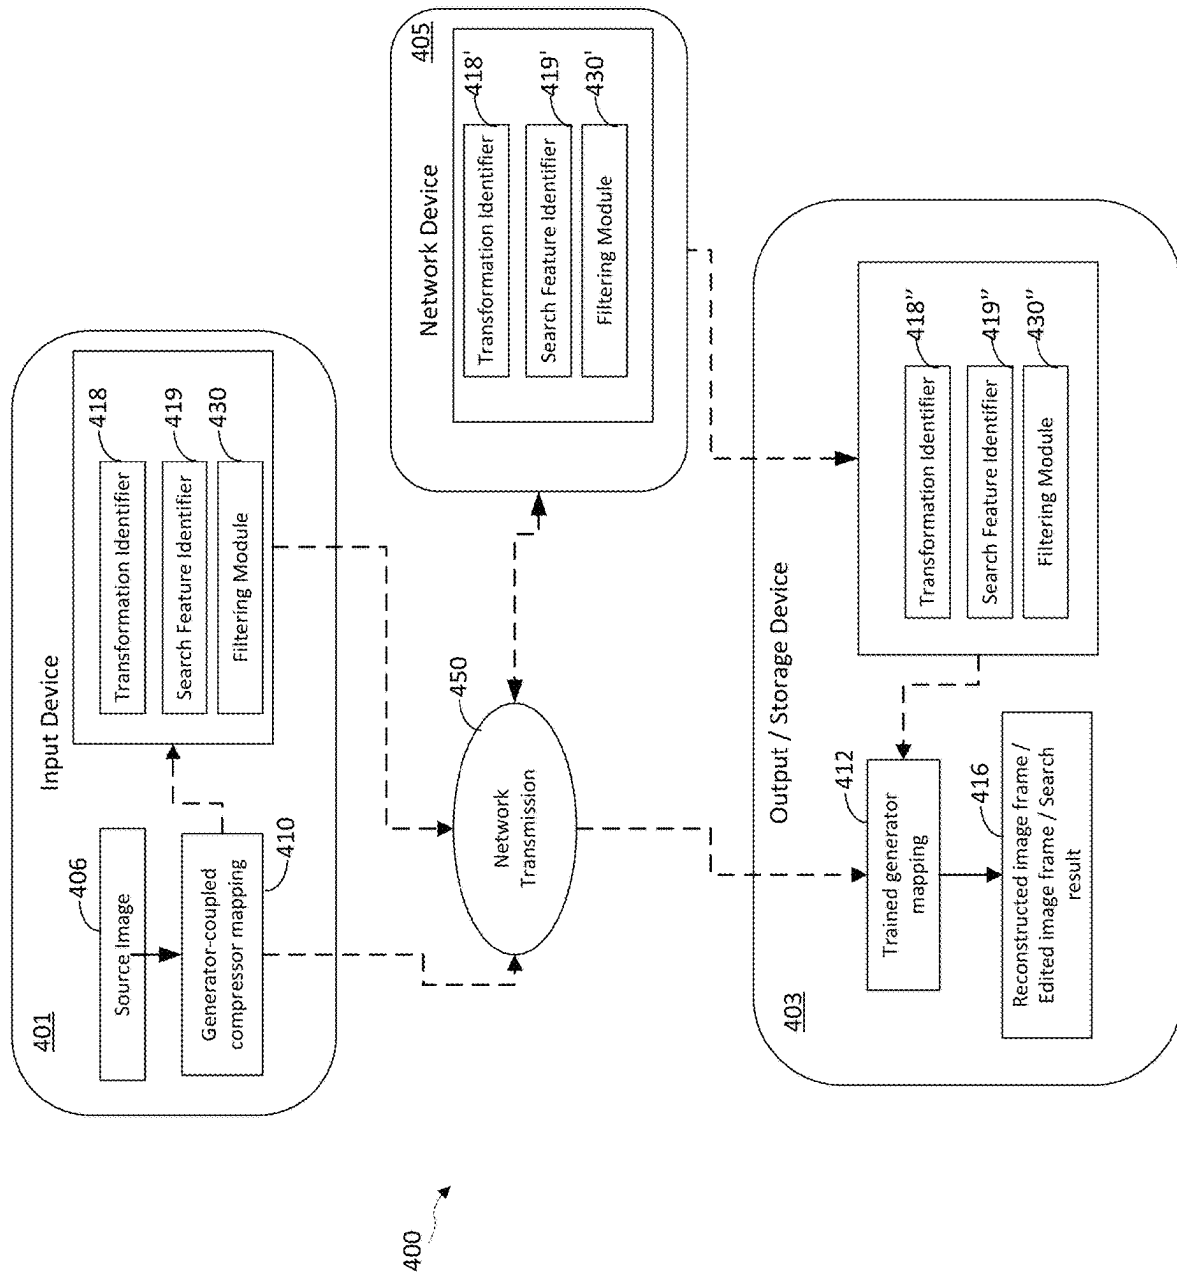 400
401
Input Device
406
Source Image
Generator-coupled
compressor mapping
410
418
Transformation Identifier
419
Search Feature Identifier
430
Filtering Module
450
Network
Transmission
405
Network Device
418'
Transformation Identifier
419'
Search Feature Identifier
430'
Filtering Module
403
Output / Storage Device
412
Trained generator
mapping
416
Reconstructed image frame /
Edited image frame / Search
result
418"
Transformation Identifier
419"
Search Feature Identifier
430"
Filtering Module